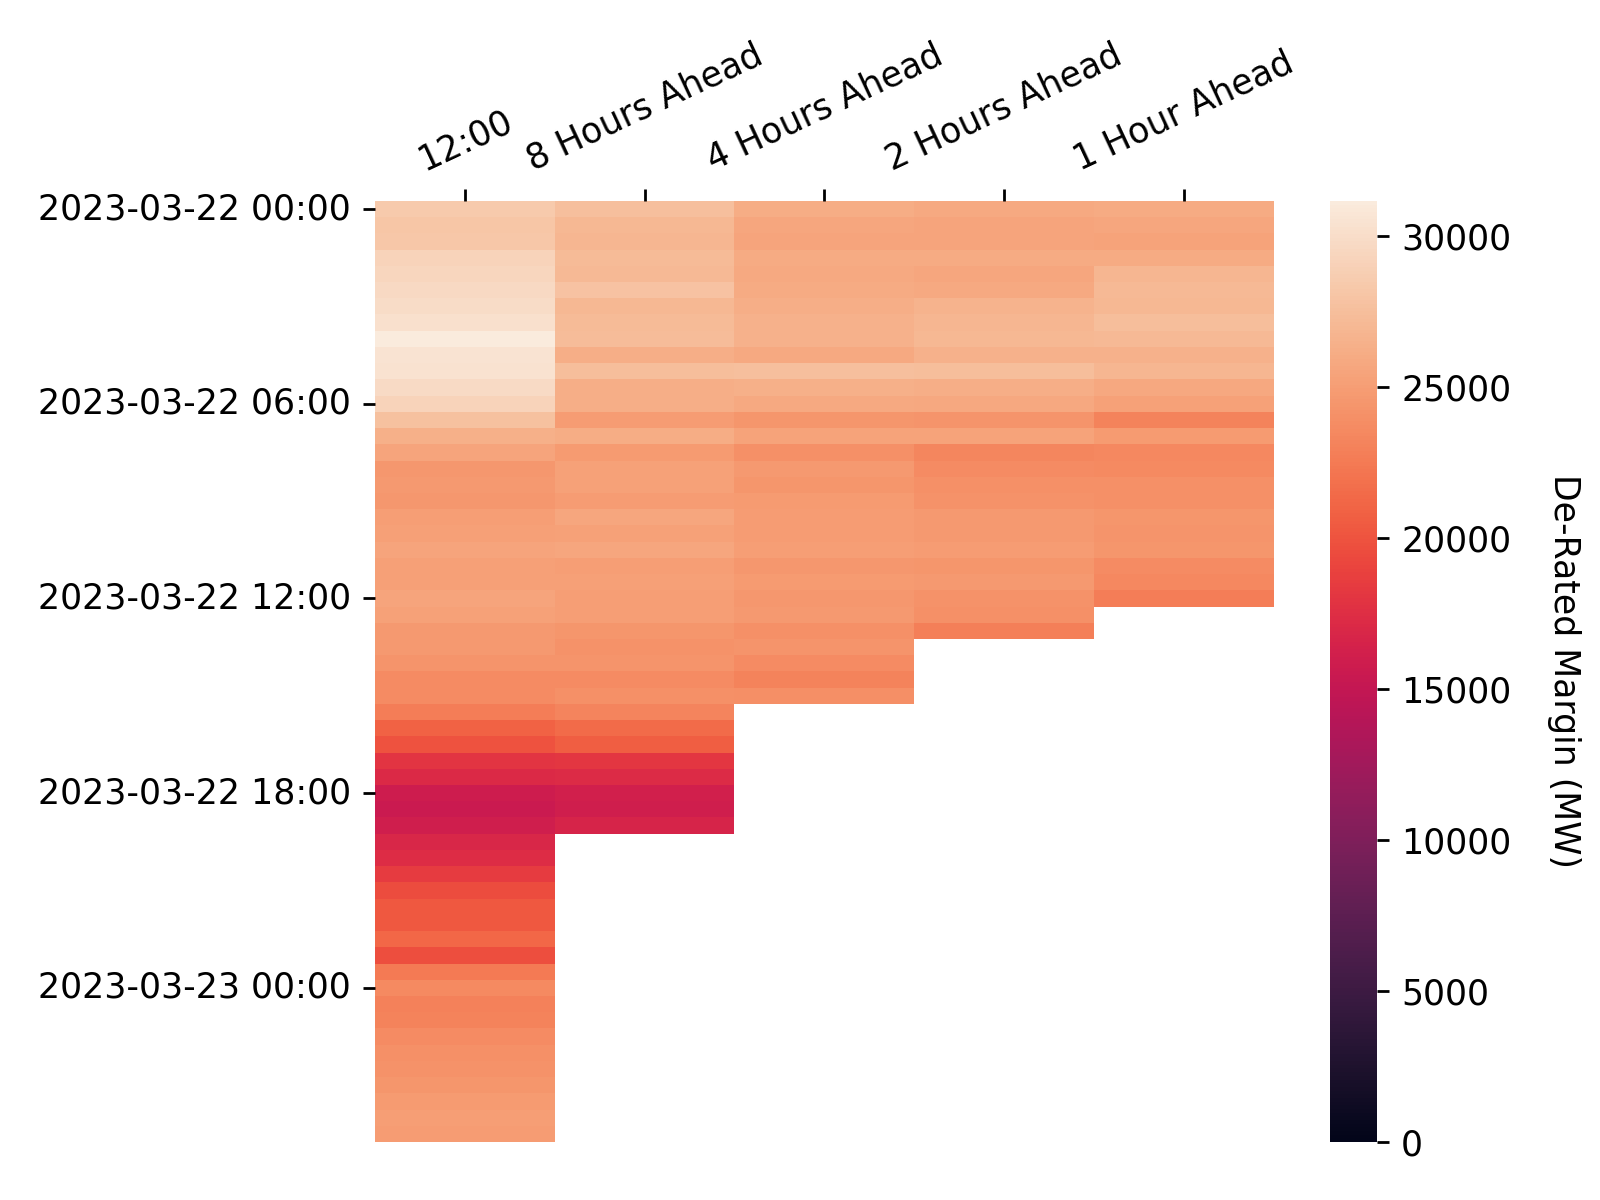 12:00
8 Hours Ahead
4 Hours Ahead
2 Hours Ahead
1 Hour Ahead
2023-03-22 00:00
2023-03-22 06:00
2023-03-22 12:00
2023-03-22 18:00
2023-03-23 00:00
30000
25000
20000
15000
10000
5000
0
De-Rated Margin (MW)